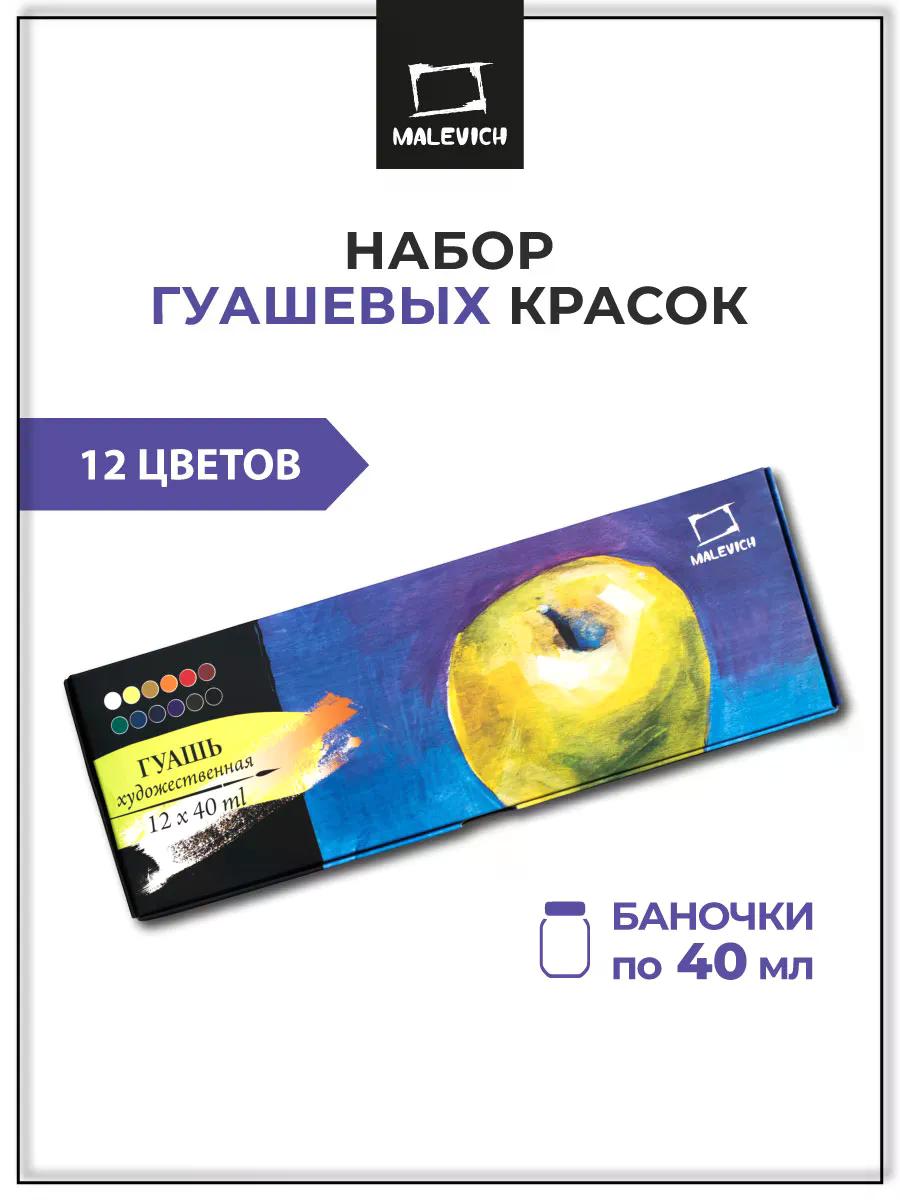 MALEVICH
НАБОР
ГУАШЕВЫХ КРАСОК
12 ЦВЕТОВ
MALEVICH
ГУАШЬ
художественная
12 х 40 ml
БАНОЧКИ
по 40 мл